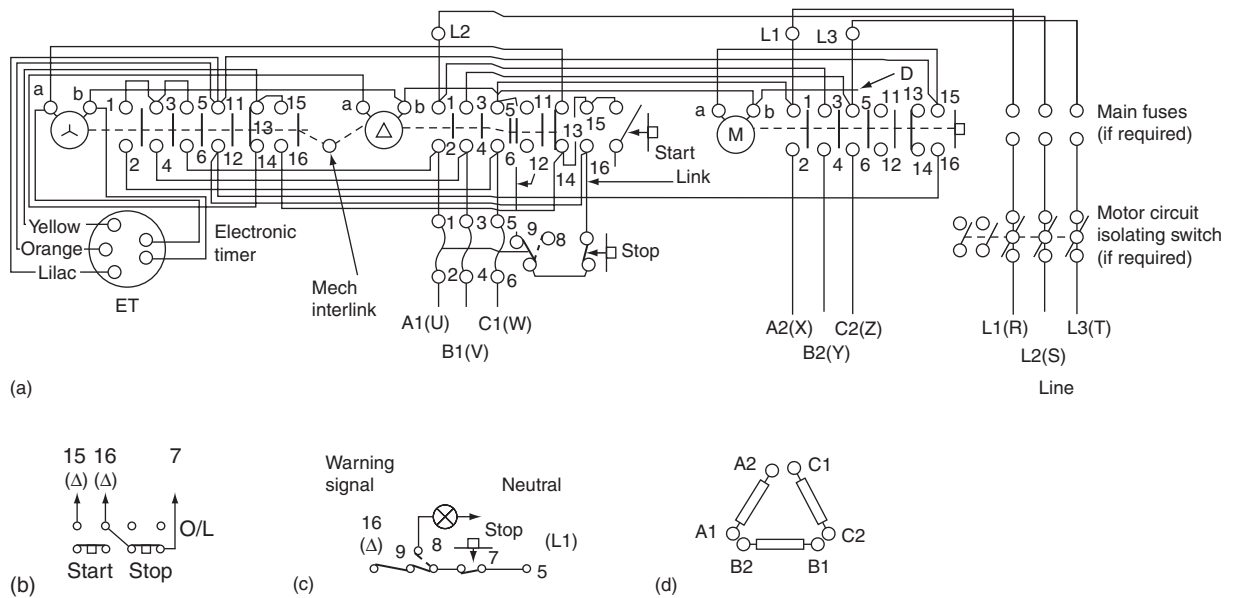 L2
L1
L3
D
a
b
1
3
5
11
13
15
a
b
1
3
5
11
13
15
a
b
1
3
5
11
13
15
M
Δ
2
4
6
12
14
16
2
4
6
12
14
16
2
4
6
12
14
16
Start
Link
Main fuses
(if required)
Yellow
Orange
Lilac
ET
Electronic
timer
Mech
interlink
1
3
5
9
8
Stop
2
4
6
Motor circuit
isolating switch
(if required)
A1(U)
C1(W)
B1(V)
A2(X)
C2(Z)
B2(Y)
L1(R)
L3(T)
L2(S)
Line
(a)
15 16 7
(Δ) (Δ)
O/L
Start Stop
(b)
Warning
signal
Neutral
16
(Δ)
9
8
Stop
7
(L1)
5
(c)
A2
C1
A1
C2
B2
B1
(d)